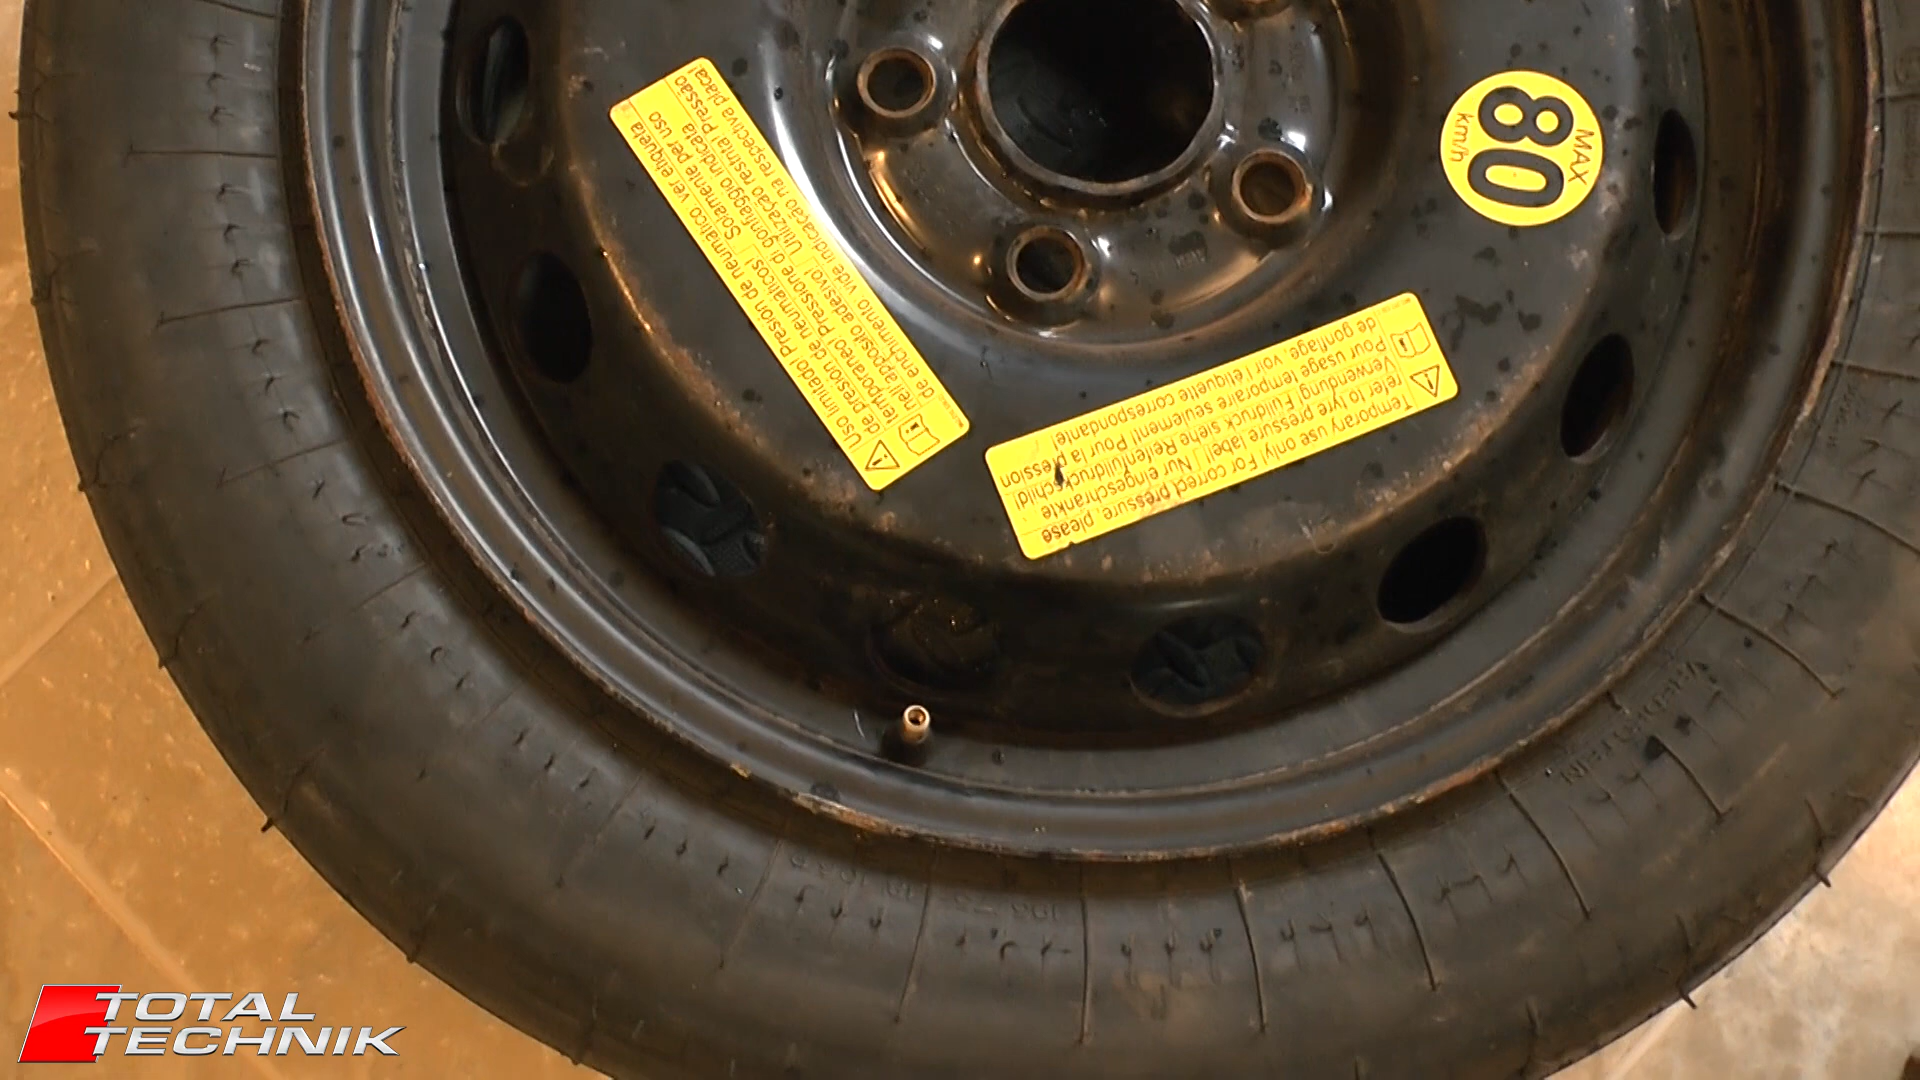 MAX
80
km/h
Uso limitado! Presión de neumático, ver etiqueta
de presión de neumáticos! Solamente per uso
temporaneo! Pressione di gonfiaggio indicata
nell'apposito adesivo! Utilização restrita! Pressão
de enchimento, vide indicação na respectiva placa!
Temporary use only! For correct pressure, please
refer to tyre pressure label! Nur eingeschränkte
Verwendung! Fülldruck siehe Reifenfülldruckschild!
Pour usage temporaire seulement! Pour la pression
de gonflage, voir l'étiquette correspondante!
TOTAL
TECHNIK